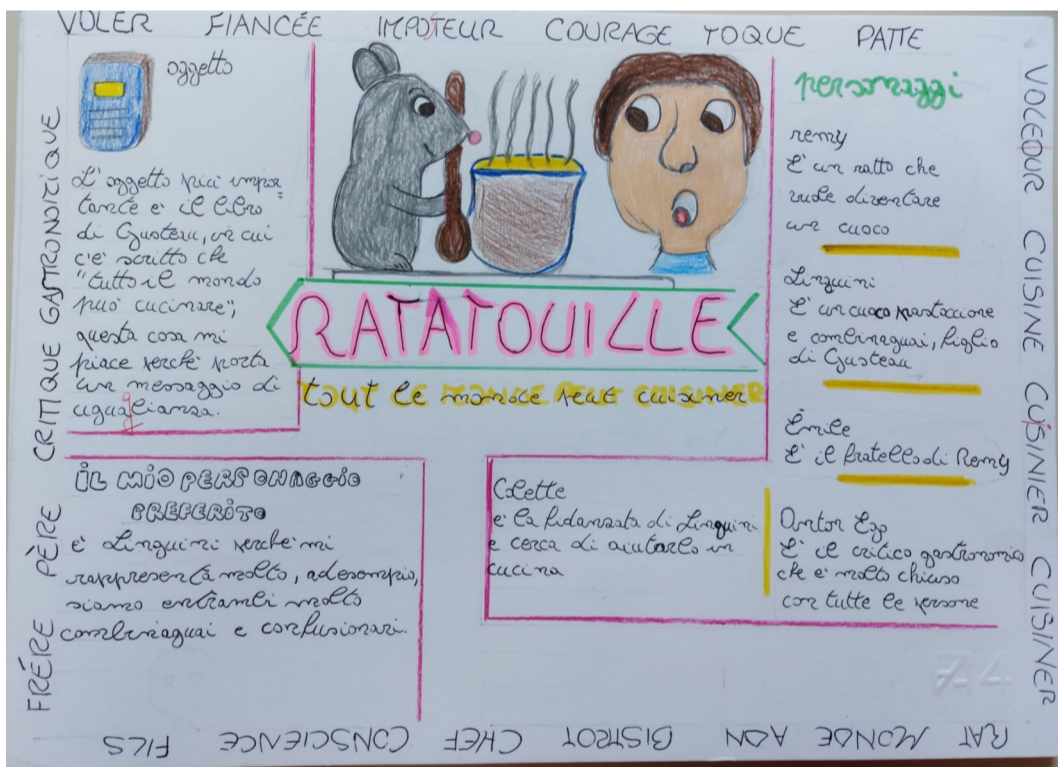 VOLER FIANCÉE IMPOSTEUR COURAGE TOQUE PATTE
oggetto
L'oggetto più impor=
tante è il libro
di Gusteau, in cui
c'è scritto che
"tutto il mondo
può cucinare",
questa cosa mi
piace perchè porta
un messaggio di
uguaglianza.
RATATOUILLE
tout le monde peut cuisiner
personaggi
remy
E' un ratto che
vuole diventare
un cuoco
Linguini
E' un cuoco pasticcione
e combinaguai, figlio
di Gusteau
Émile
E' il fratello di Remy
Anton Ego
E' il critico gastronomico
che è molto chiuso
con tutte le persone
Colette
è la fidanzata di Linguini
e cerca di aiutarlo in
cucina
IL MIO PERSONAGGIO
PREFERITO
è Linguini perchè mi
rappresenta molto, ad esempio,
siamo entrambi molto
combinaguai e confusionari.
VOLEOUR CUISINE CUISINIER CUISINER
RAT MONDE DON BISTROT CHEF CONSCIENCE FILS
FRÈRE PÈRE CRITIQUE GASTRONOMIQUE